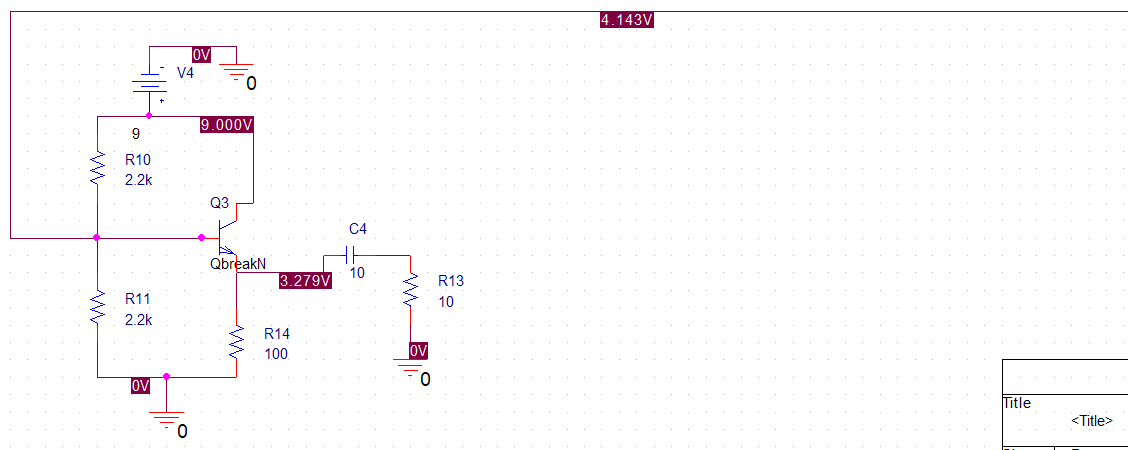 4.143V
0V
V4
0
9.000V
9
R10
2.2k
Q3
C4
QbreakN
10
3.279V
R13
10
R11
2.2k
R14
100
0V
0
0V
0
Title
<Title>